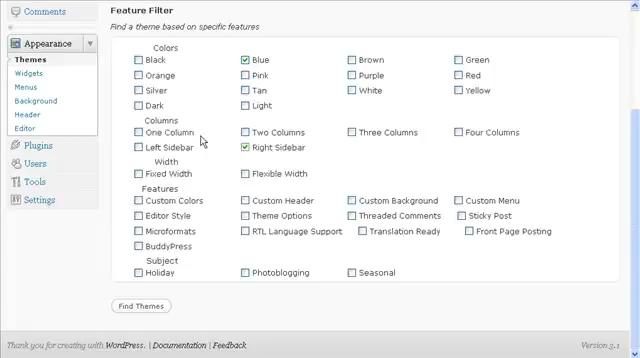 Comments
Appearance
Themes
Widgets
Menus
Background
Header
Editor
Plugins
Users
Tools
Settings
Feature Filter
Find a theme based on specific features
Colors
Black Blue Brown Green
Orange Pink Purple Red
Silver Tan White Yellow
Dark Light
Columns
One Column Two Columns Three Columns Four Columns
Left Sidebar Right Sidebar
Width
Fixed Width Flexible Width
Features
Custom Colors Custom Header Custom Background Custom Menu
Editor Style Theme Options Threaded Comments Sticky Post
Microformats RTL Language Support Translation Ready Front Page Posting
BuddyPress
Subject
Holiday Photoblogging Seasonal
Find Themes
Thank you for creating with WordPress. | Documentation | Feedback Version 3.1